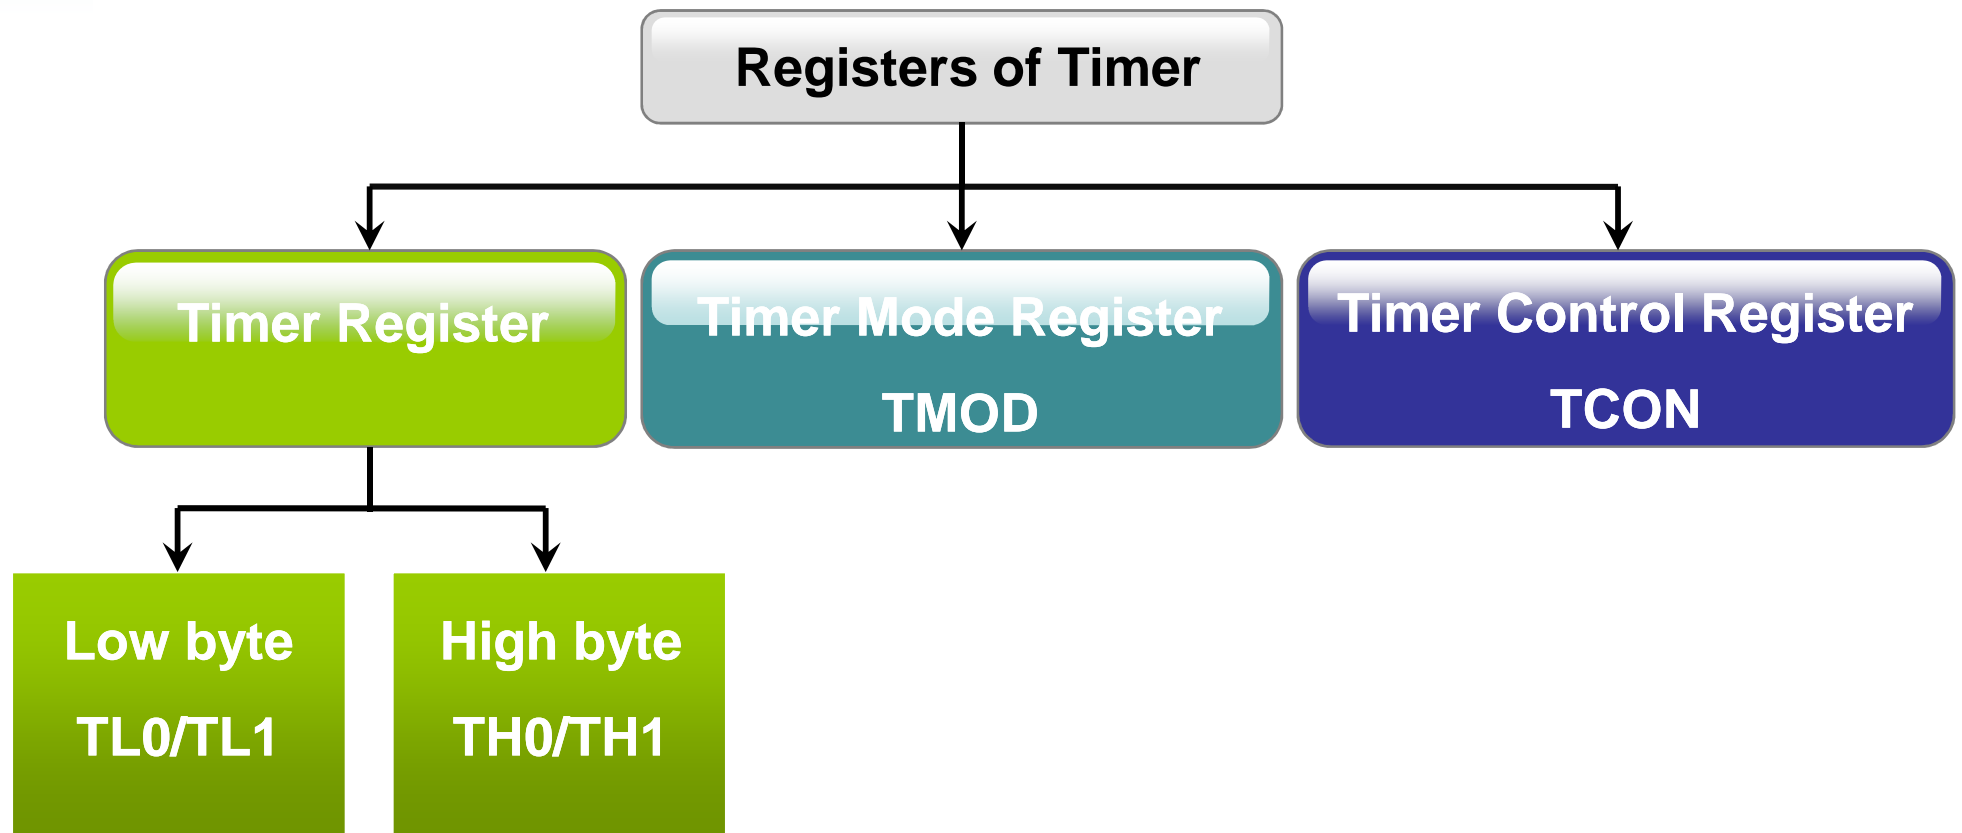 Registers of Timer
Timer Register
Timer Mode Register
TMOD
Timer Control Register
TCON
Low byte
TL0/TL1
High byte
TH0/TH1